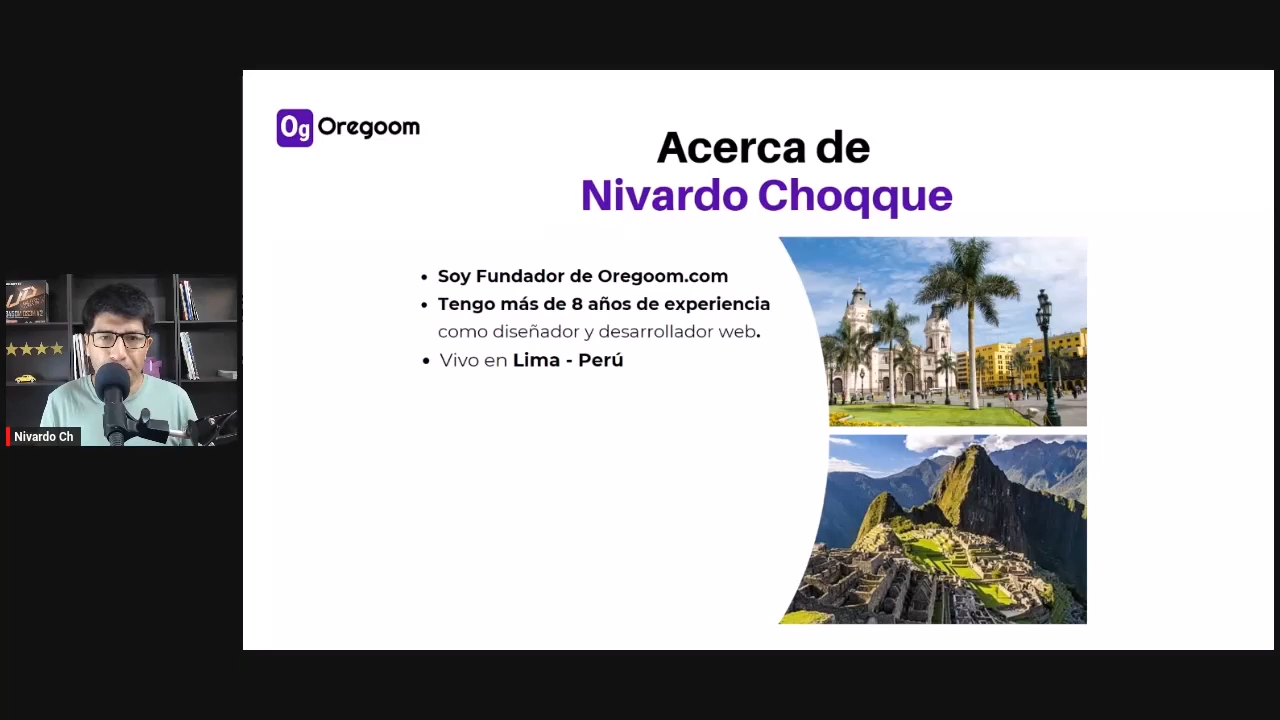 Og Oregoom
Acerca de
Nivardo Choqque
• Soy Fundador de Oregoom.com
• Tengo más de 8 años de experiencia
como diseñador y desarrollador web.
• Vivo en Lima - Perú
Nivardo Ch